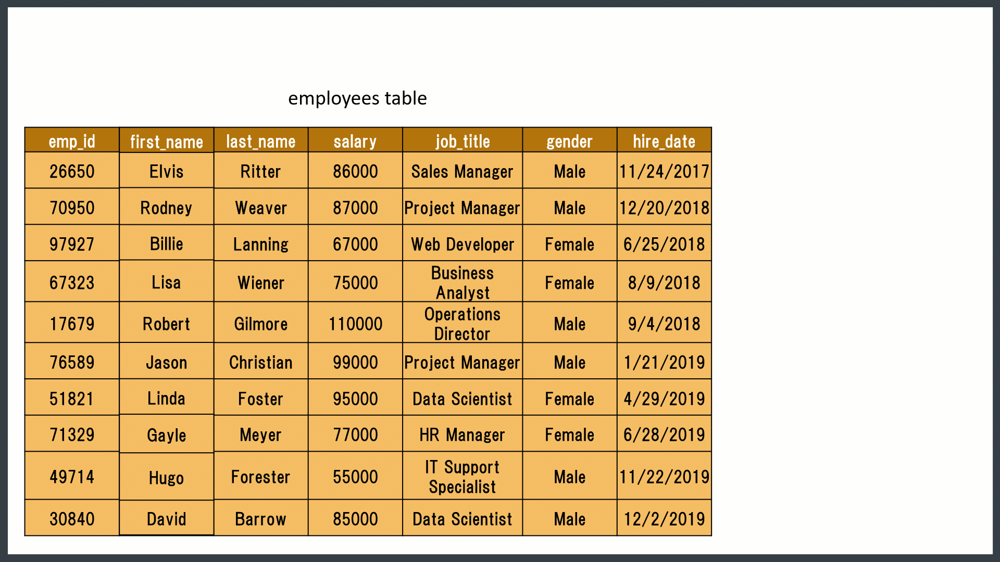 employees table
emp_id first_name last_name salary job_title gender hire_date
26650 Elvis Ritter 86000 Sales Manager Male 11/24/2017
70950 Rodney Weaver 87000 Project Manager Male 12/20/2018
97927 Billie Lanning 67000 Web Developer Female 6/25/2018
67323 Lisa Wiener 75000 Business Analyst Female 8/9/2018
17679 Robert Gilmore 110000 Operations Director Male 9/4/2018
76589 Jason Christian 99000 Project Manager Male 1/21/2019
51821 Linda Foster 95000 Data Scientist Female 4/29/2019
71329 Gayle Meyer 77000 HR Manager Female 6/28/2019
49714 Hugo Forester 55000 IT Support Specialist Male 11/22/2019
30840 David Barrow 85000 Data Scientist Male 12/2/2019